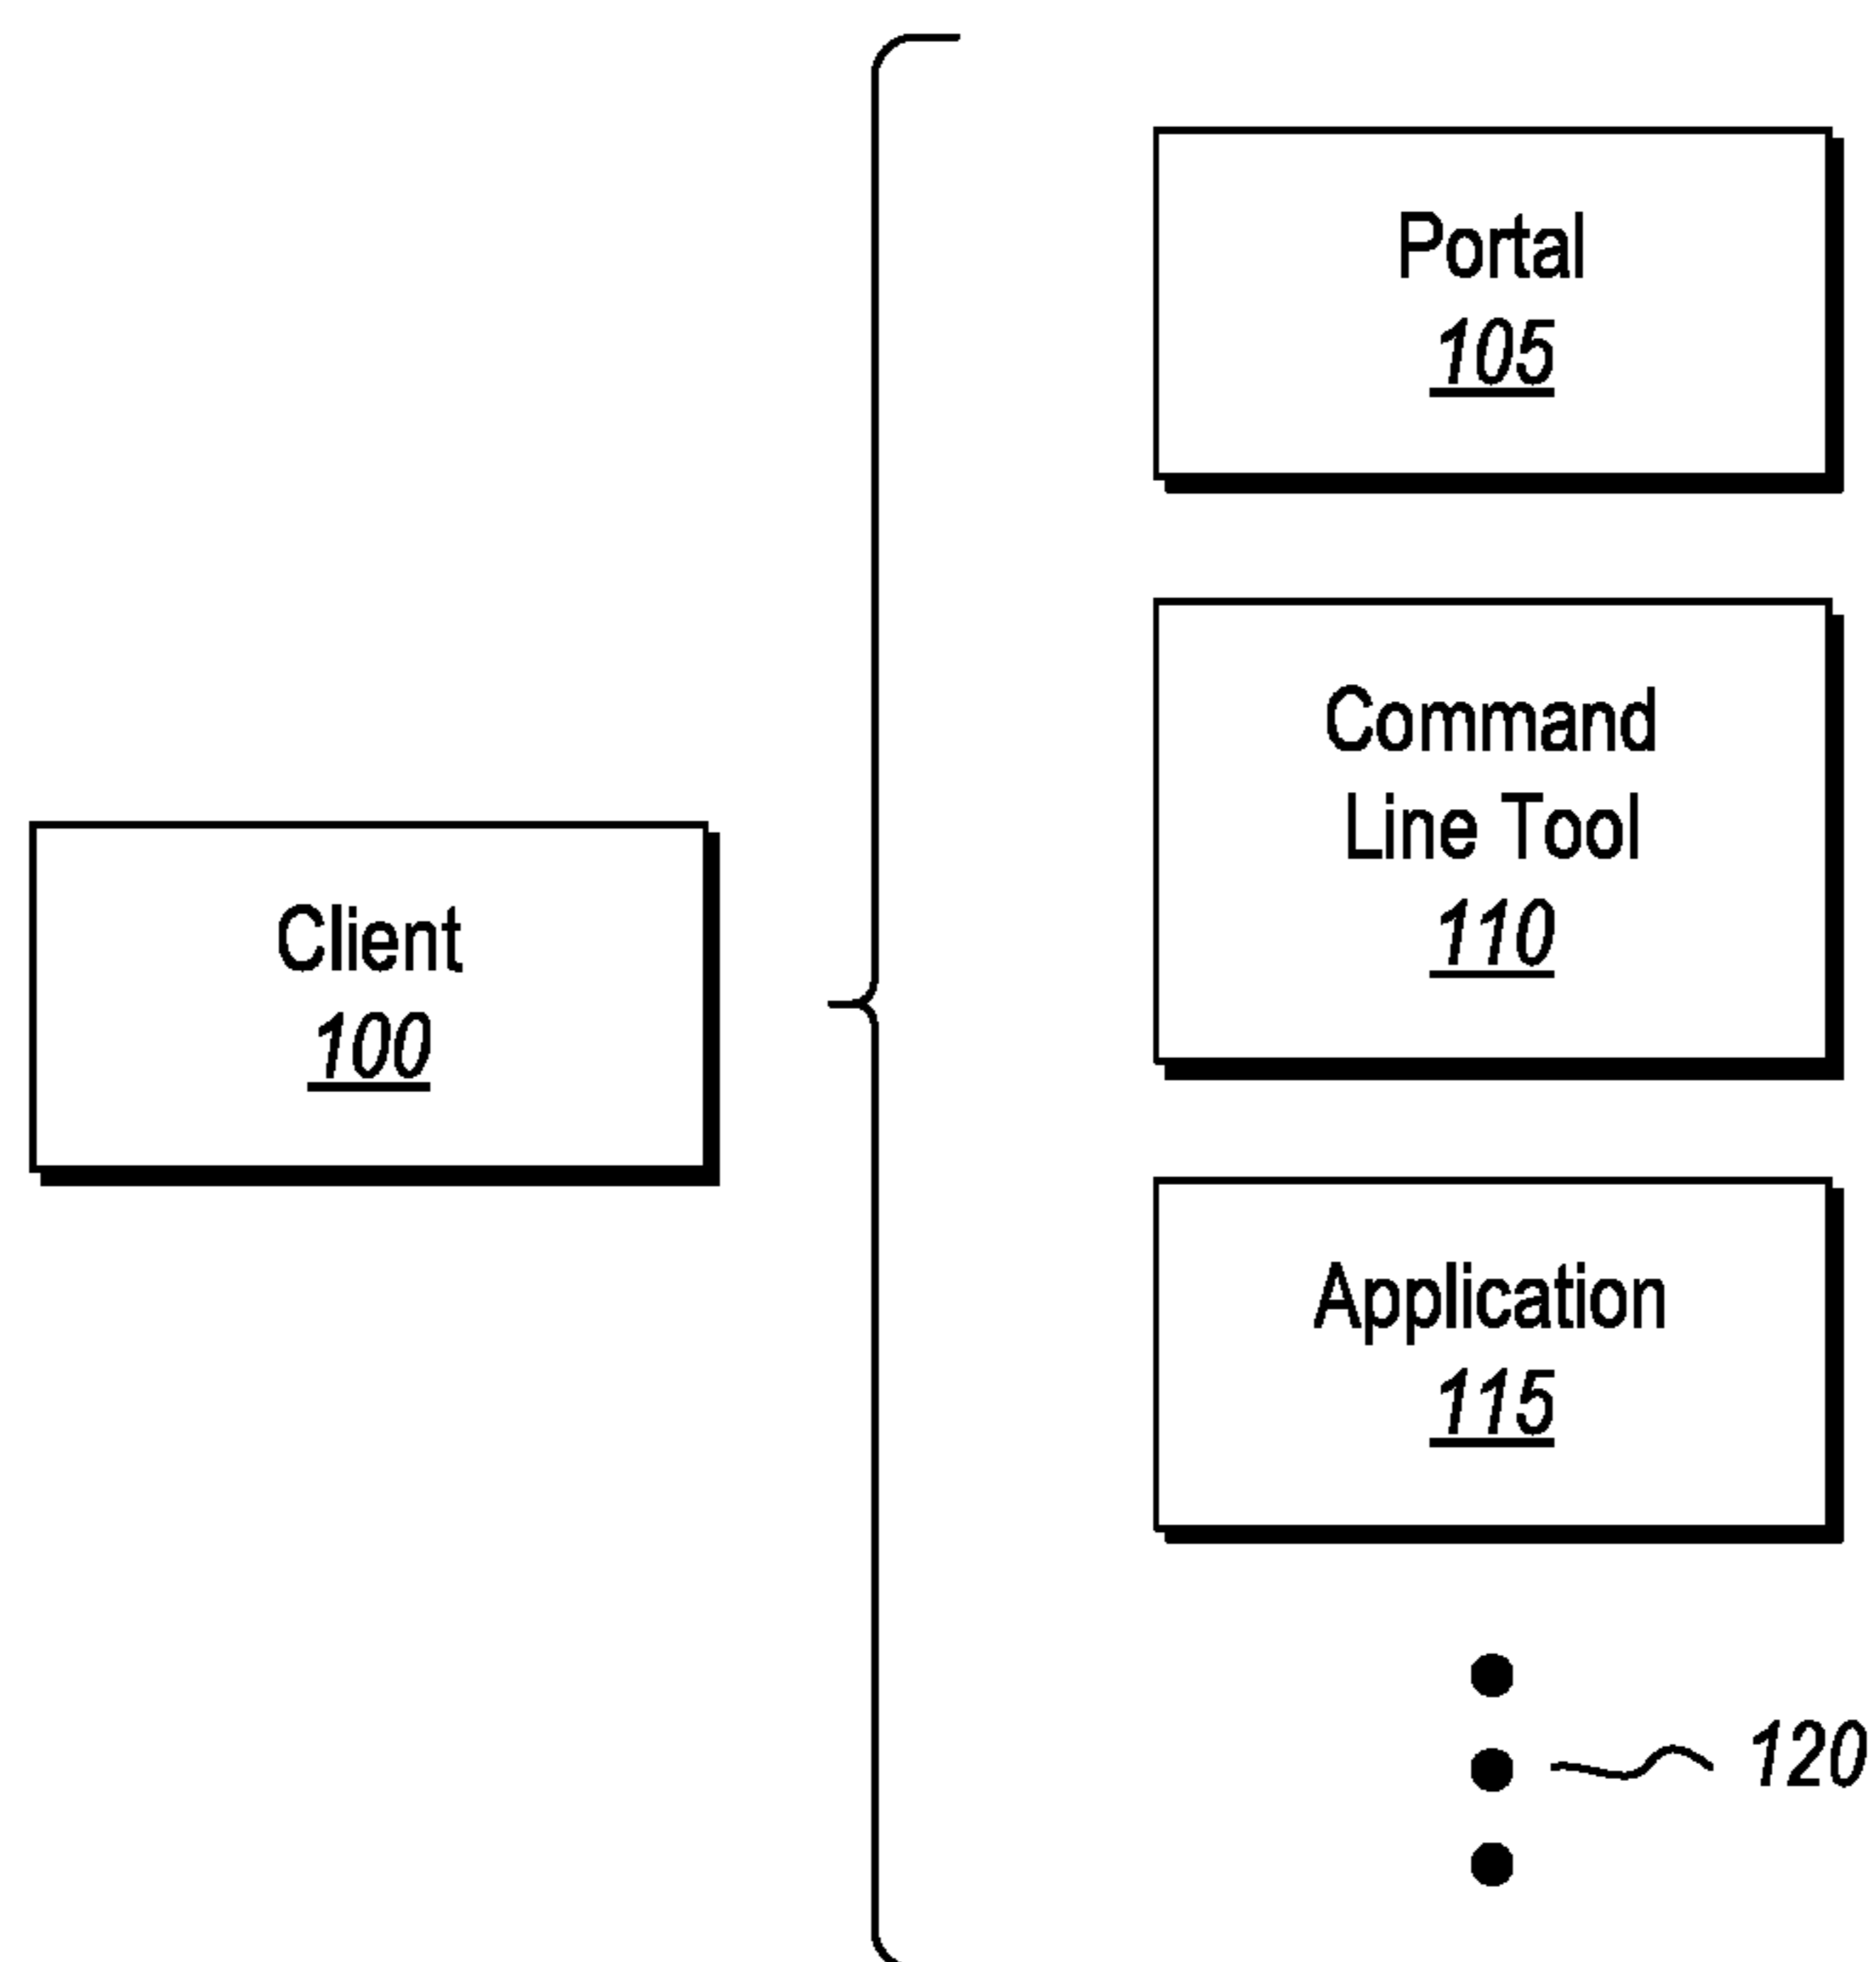 Portal
105
Command
Line Tool
110
Client
100
Application
115
120